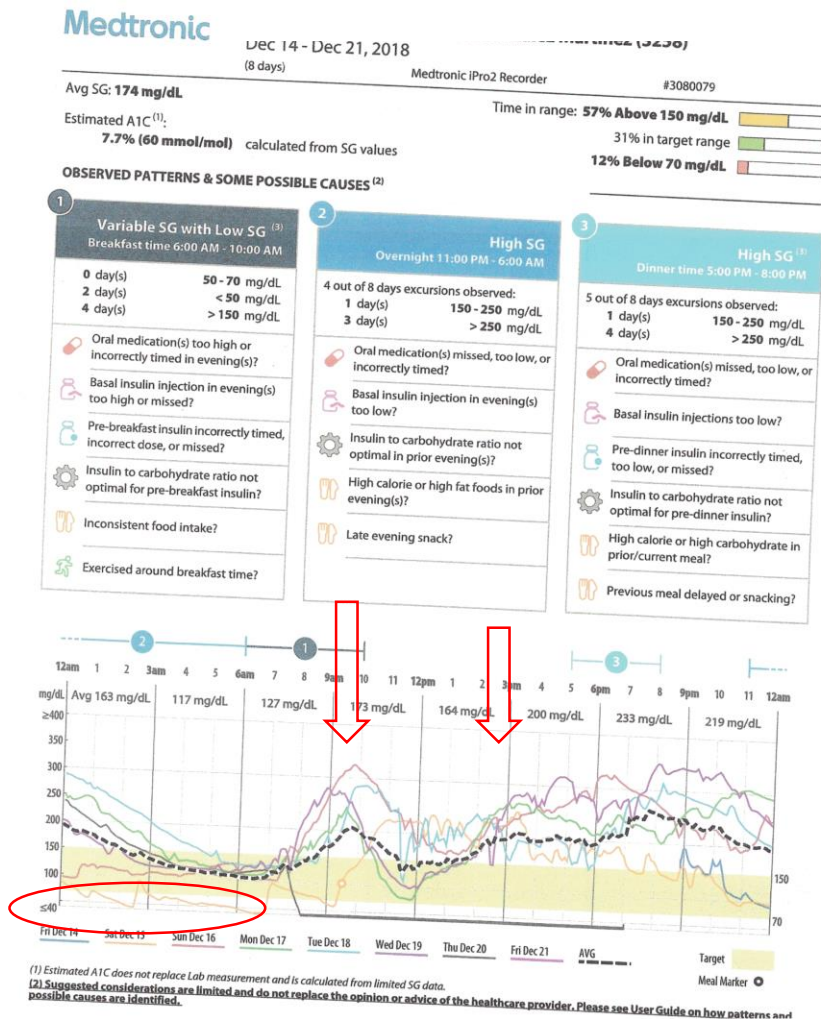 Medtronic
Dec 14 - Dec 21, 2018
(8 days)
Medtronic iPro2 Recorder
#3080079
Avg SG: 174 mg/dL
Estimated A1C (1):
7.7% (60 mmol/mol) calculated from SG values
Time in range: 57% Above 150 mg/dL
31% in target range
12% Below 70 mg/dL
OBSERVED PATTERNS & SOME POSSIBLE CAUSES (2)
1
Variable SG with Low SG (3)
Breakfast time 6:00 AM - 10:00 AM
0 day(s) 50 - 70 mg/dL
2 day(s) < 50 mg/dL
4 day(s) > 150 mg/dL
Oral medication(s) too high or
incorrectly timed in evening(s)?
Basal insulin injection in evening(s)
too high or missed?
Pre-breakfast insulin incorrectly timed,
incorrect dose, or missed?
Insulin to carbohydrate ratio not
optimal for pre-breakfast insulin?
Inconsistent food intake?
Exercised around breakfast time?
2
High SG
Overnight 11:00 PM - 6:00 AM
4 out of 8 days excursions observed:
1 day(s) 150 - 250 mg/dL
3 day(s) > 250 mg/dL
Oral medication(s) missed, too low, or
incorrectly timed?
Basal insulin injection in evening(s)
too low?
Insulin to carbohydrate ratio not
optimal in prior evening(s)?
High calorie or high fat foods in prior
evening(s)?
Late evening snack?
3
High SG (3)
Dinner time 5:00 PM - 8:00 PM
5 out of 8 days excursions observed:
1 day(s) 150 - 250 mg/dL
4 day(s) > 250 mg/dL
Oral medication(s) missed, too low, or
incorrectly timed?
Basal insulin injections too low?
Pre-dinner insulin incorrectly timed,
too low, or missed?
Insulin to carbohydrate ratio not
optimal for pre-dinner insulin?
High calorie or high carbohydrate in
prior/current meal?
Previous meal delayed or snacking?
2 1 3
12am 1 2 3am 4 5 6am 7 8 9am 10 11 12pm 1 2 3pm 4 5 6pm 7 8 9pm 10 11 12am
mg/dL Avg 163 mg/dL 117 mg/dL 127 mg/dL 173 mg/dL 164 mg/dL 200 mg/dL 233 mg/dL 219 mg/dL
≥400
350
300
250
200
150
100
≤40
150
70
Fri Dec 14 Sat Dec 15 Sun Dec 16 Mon Dec 17 Tue Dec 18 Wed Dec 19 Thu Dec 20 Fri Dec 21 AVG Target
Meal Marker
(1) Estimated A1C does not replace Lab measurement and is calculated from limited SG data.
(2) Suggested considerations are limited and do not replace the opinion or advice of the healthcare provider. Please see User Guide on how patterns and
possible causes are identified.